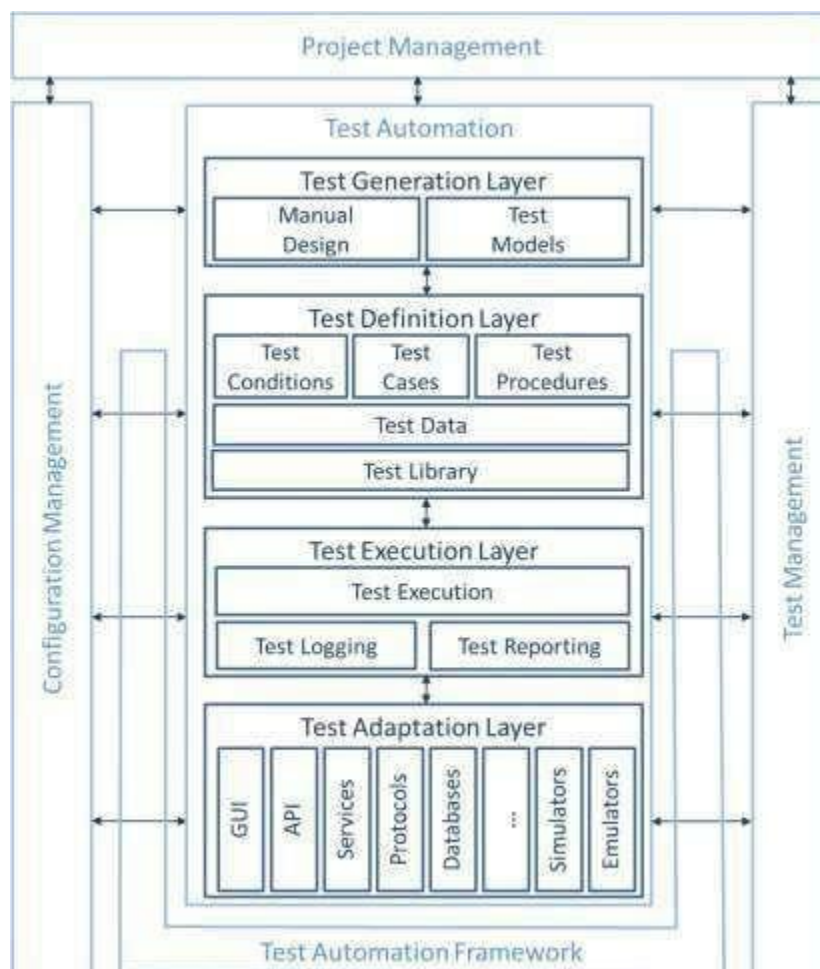 Project Management
Test Automation
Test Generation Layer
Manual
Design
Test
Models
Test Definition Layer
Test
Conditions
Test
Cases
Test
Procedures
Test Data
Test Library
Test Execution Layer
Test Execution
Test Logging
Test Reporting
Test Adaptation Layer
GUI
API
Services
Protocols
Databases
...
Simulators
Emulators
Configuration Management
Test Management
Test Automation Framework